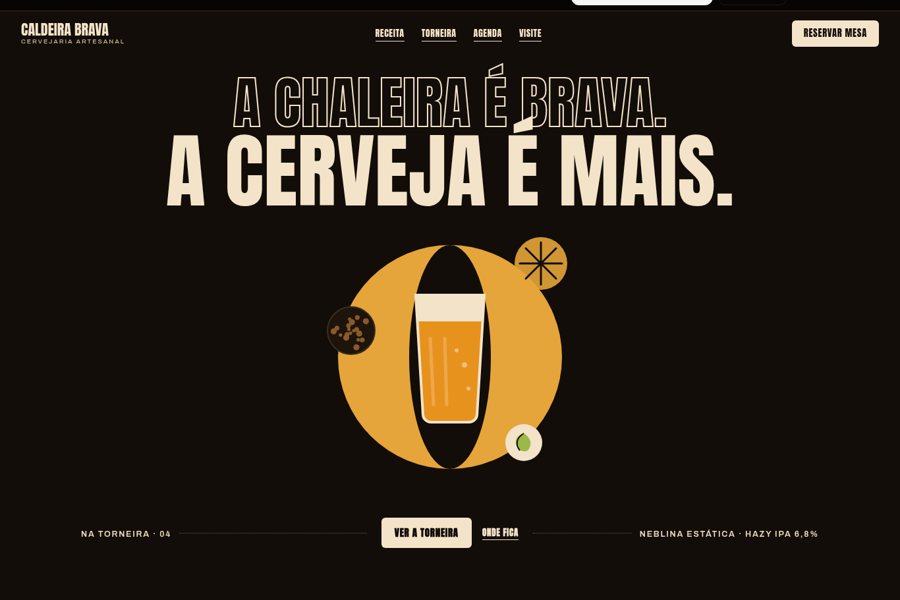 CALDEIRA BRAVA
CERVEJARIA ARTESANAL
RECEITA TORNEIRA AGENDA VISITE
RESERVAR MESA
A CHALEIRA É BRAVA.
A CERVEJA É MAIS.
NA TORNEIRA · 04
VER A TORNEIRA
ONDE FICA
NEBLINA ESTÁTICA · HAZY IPA 6,8%